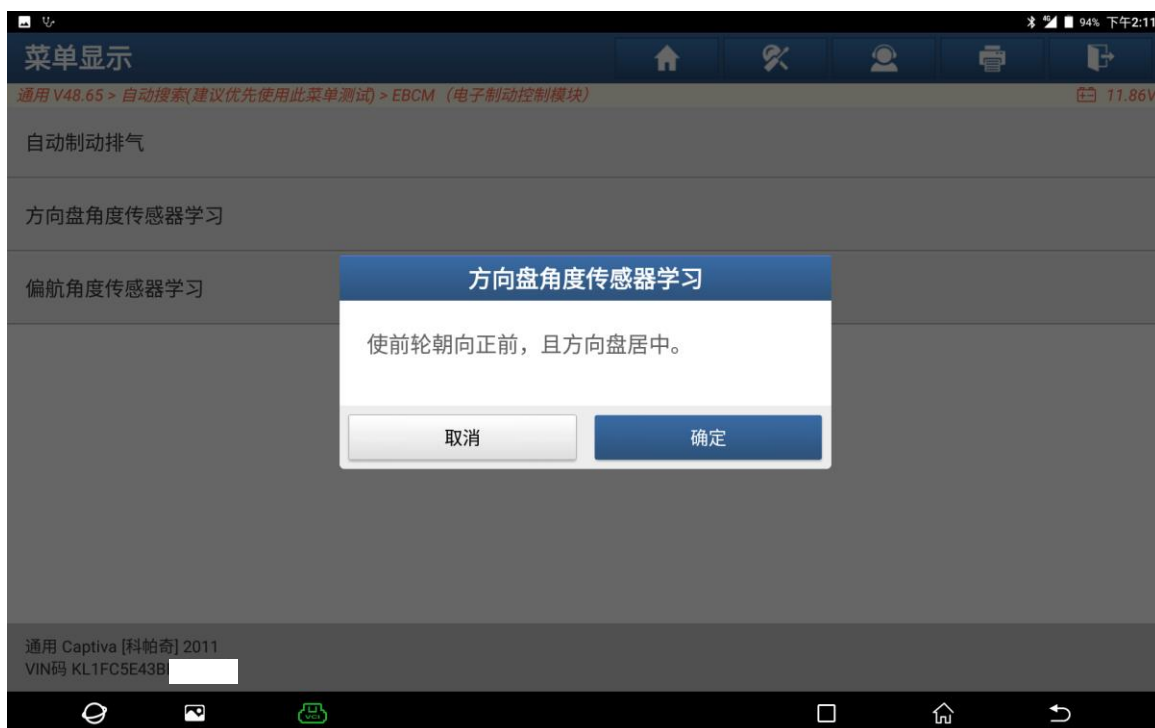 4G 94% 下午2:11
菜单显示
通用 V48.65 > 自动搜索(建议优先使用此菜单测试) > EBCM（电子制动控制模块） 11.86V
自动制动排气
方向盘角度传感器学习
偏航角度传感器学习
方向盘角度传感器学习
使前轮朝向正前，且方向盘居中。
取消 确定
通用 Captiva [科帕奇] 2011
VIN码 KL1FC5E43B
VCI